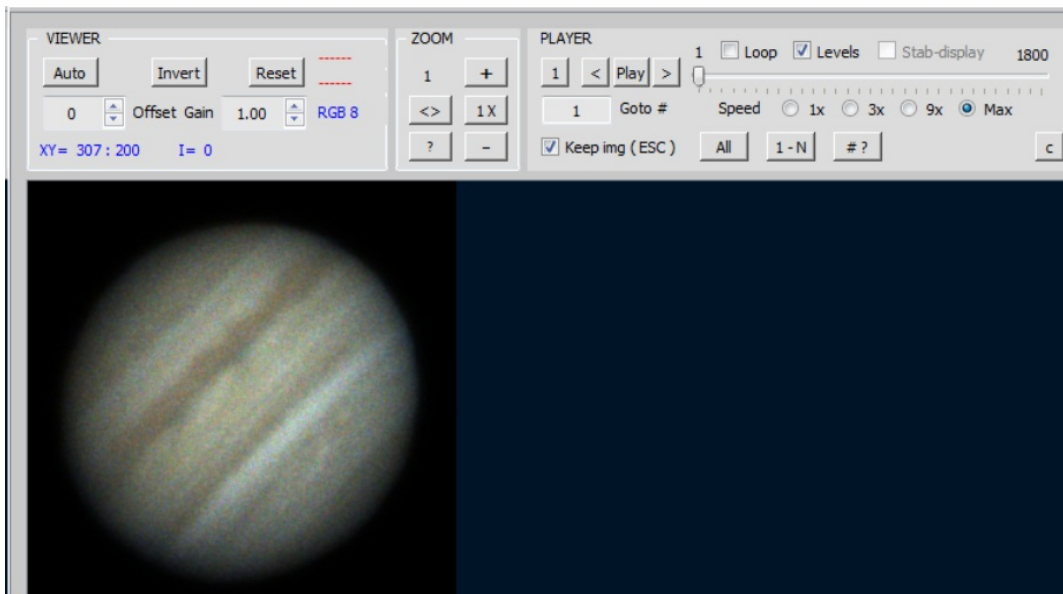 VIEWER
Auto Invert Reset ------
------
0 Offset Gain 1.00 RGB 8
XY= 307 : 200 I= 0
ZOOM
1 +
<> 1 X
? -
PLAYER
1 Loop Levels Stab-display 1800
1 < Play >
1 Goto # Speed 1x 3x 9x Max
Keep img ( ESC ) All 1 - N # ? c